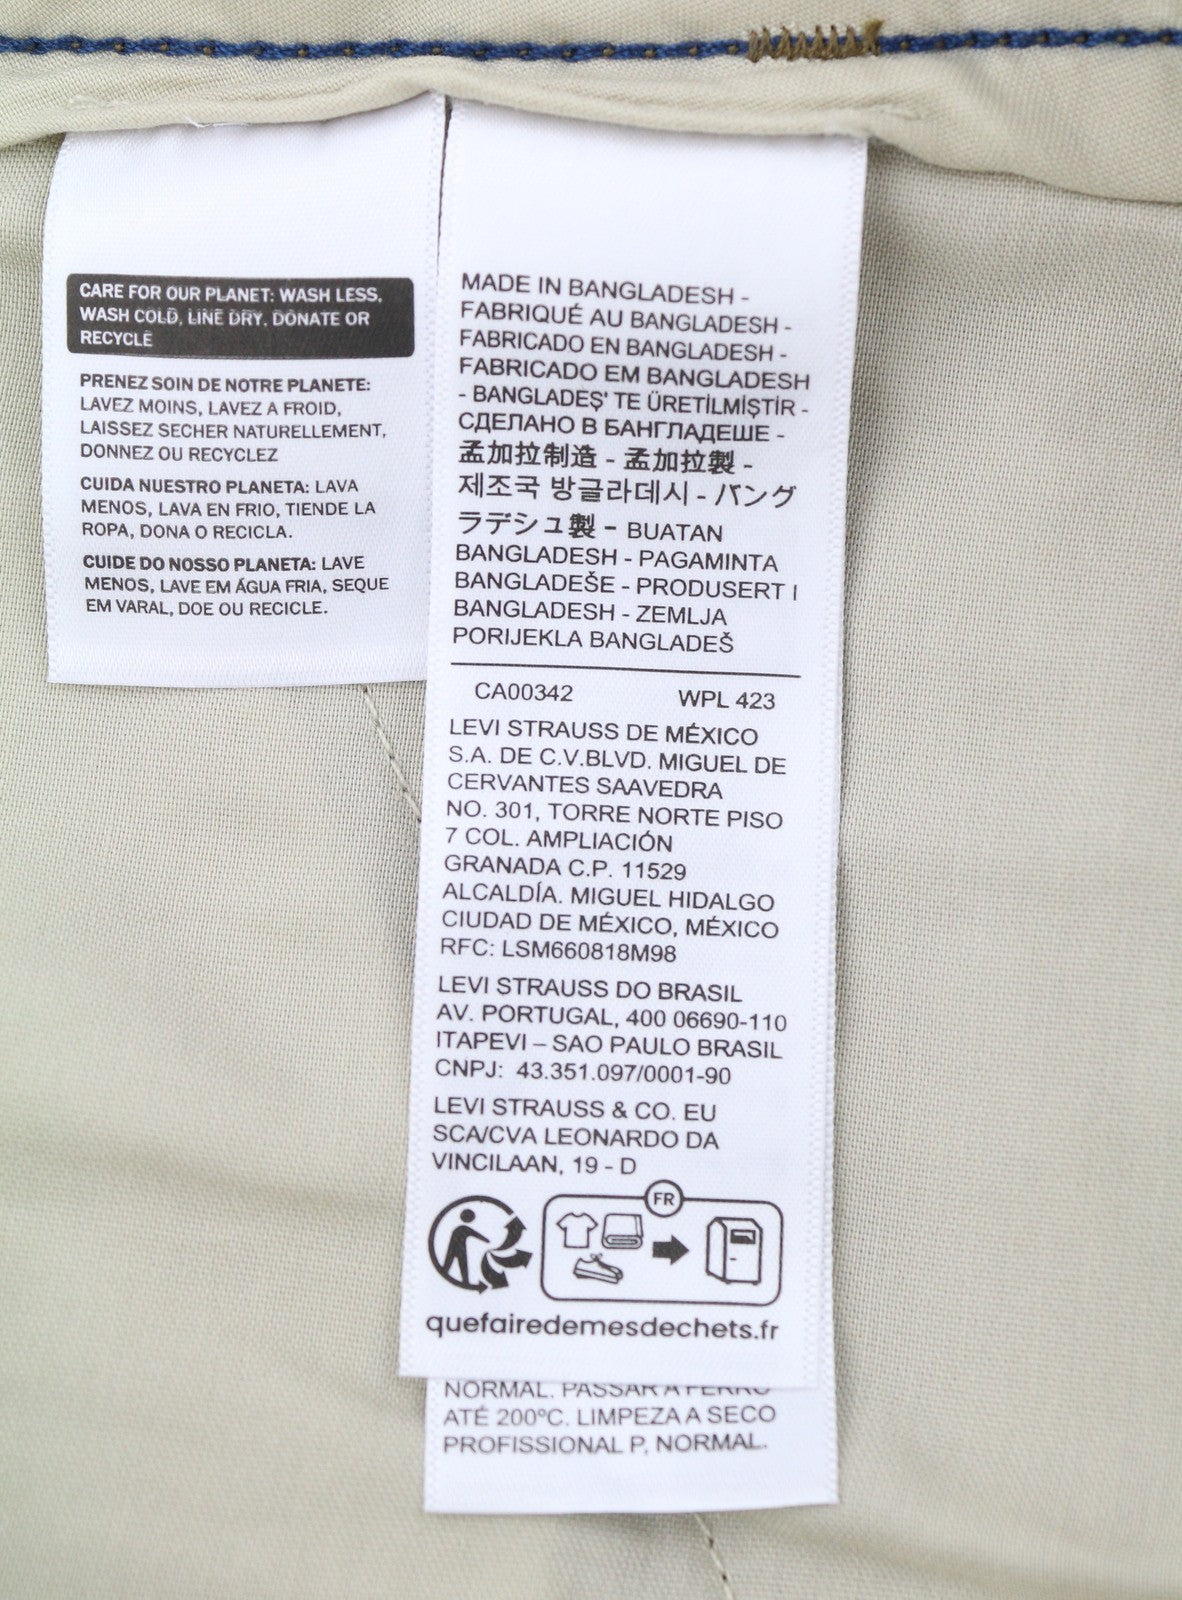 CARE FOR OUR PLANET: WASH LESS,
WASH COLD, LINE DRY, DONATE OR
RECYCLE
PRENEZ SOIN DE NOTRE PLANETE:
LAVEZ MOINS, LAVEZ A FROID,
LAISSEZ SECHER NATURELLEMENT,
DONNEZ OU RECYCLEZ
CUIDA NUESTRO PLANETA: LAVA
MENOS, LAVA EN FRIO, TIENDE LA
ROPA, DONA O RECICLA.
CUIDE DO NOSSO PLANETA: LAVE
MENOS, LAVE EM ÁGUA FRIA, SEQUE
EM VARAL, DOE OU RECICLE.
MADE IN BANGLADESH -
FABRIQUÉ AU BANGLADESH -
FABRICADO EN BANGLADESH -
FABRICADO EM BANGLADESH
- BANGLADEŞ' TE ÜRETİLMİŞTİR -
СДЕЛАНО В БАНГЛАДЕШЕ -
孟加拉制造 - 孟加拉製 -
제조국 방글라데시 - バング
ラデシュ製 - BUATAN
BANGLADESH - PAGAMINTA
BANGLADEŠE - PRODUSERT I
BANGLADESH - ZEMLJA
PORIJEKLA BANGLADEŠ
CA00342 WPL 423
LEVI STRAUSS DE MÉXICO
S.A. DE C.V.BLVD. MIGUEL DE
CERVANTES SAAVEDRA
NO. 301, TORRE NORTE PISO
7 COL. AMPLIACIÓN
GRANADA C.P. 11529
ALCALDÍA. MIGUEL HIDALGO
CIUDAD DE MÉXICO, MÉXICO
RFC: LSM660818M98
LEVI STRAUSS DO BRASIL
AV. PORTUGAL, 400 06690-110
ITAPEVI – SAO PAULO BRASIL
CNPJ: 43.351.097/0001-90
LEVI STRAUSS & CO. EU
SCA/CVA LEONARDO DA
VINCILAAN, 19 - D
FR
quefairedemesdechets.fr
NORMAL. PASSAR A FERRO
ATÉ 200ºC. LIMPEZA A SECO
PROFISSIONAL P, NORMAL.